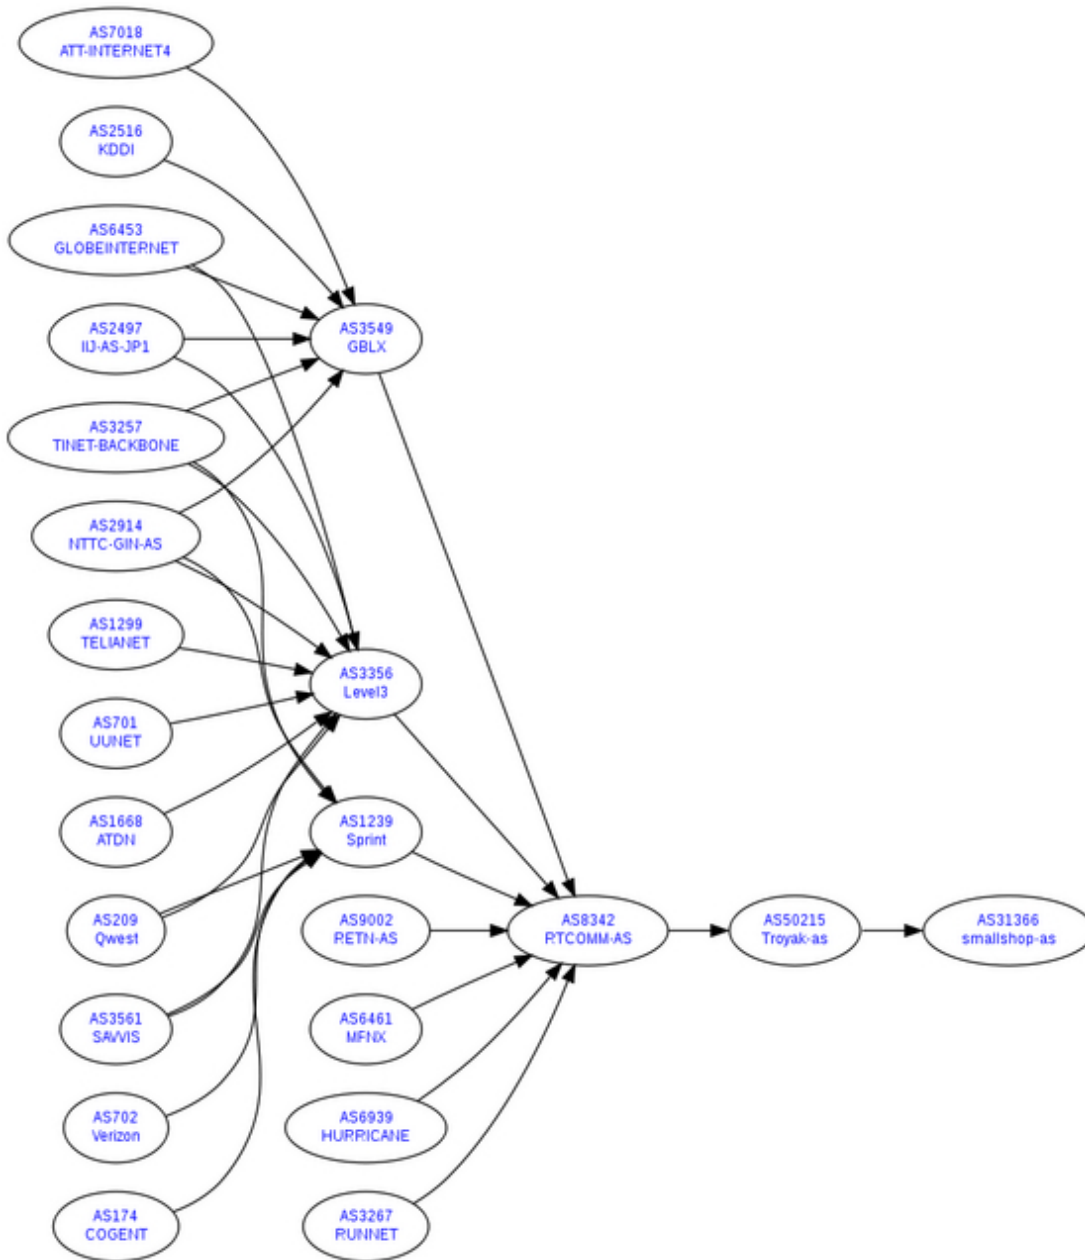 AS7018
ATT-INTERNET4
AS2516
KDDI
AS6453
GLOBEINTERNET
AS2497
IIJ-AS-JP1
AS3549
GBLX
AS3257
TINET-BACKBONE
AS2914
NTTC-GIN-AS
AS1299
TELIANET
AS3356
Level3
AS701
UUNET
AS1668
ATDN
AS1239
Sprint
AS209
Qwest
AS9002
RETN-AS
AS8342
RTCOMM-AS
AS50215
Troyak-as
AS31366
smallshop-as
AS3561
SAVVIS
AS6461
MFNX
AS702
Verizon
AS6939
HURRICANE
AS174
COGENT
AS3267
RUNNET